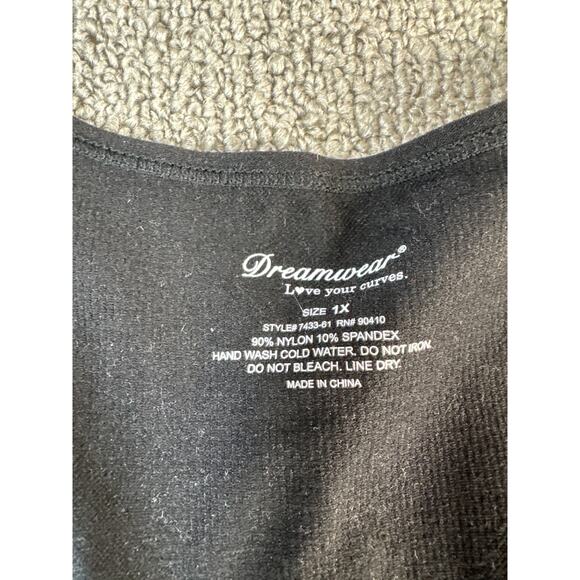 Dreamwear®
L♥ve your curves.
SIZE 1X
STYLE# 7433-61 RN# 90410
90% NYLON 10% SPANDEX
HAND WASH COLD WATER. DO NOT IRON.
DO NOT BLEACH. LINE DRY.
MADE IN CHINA